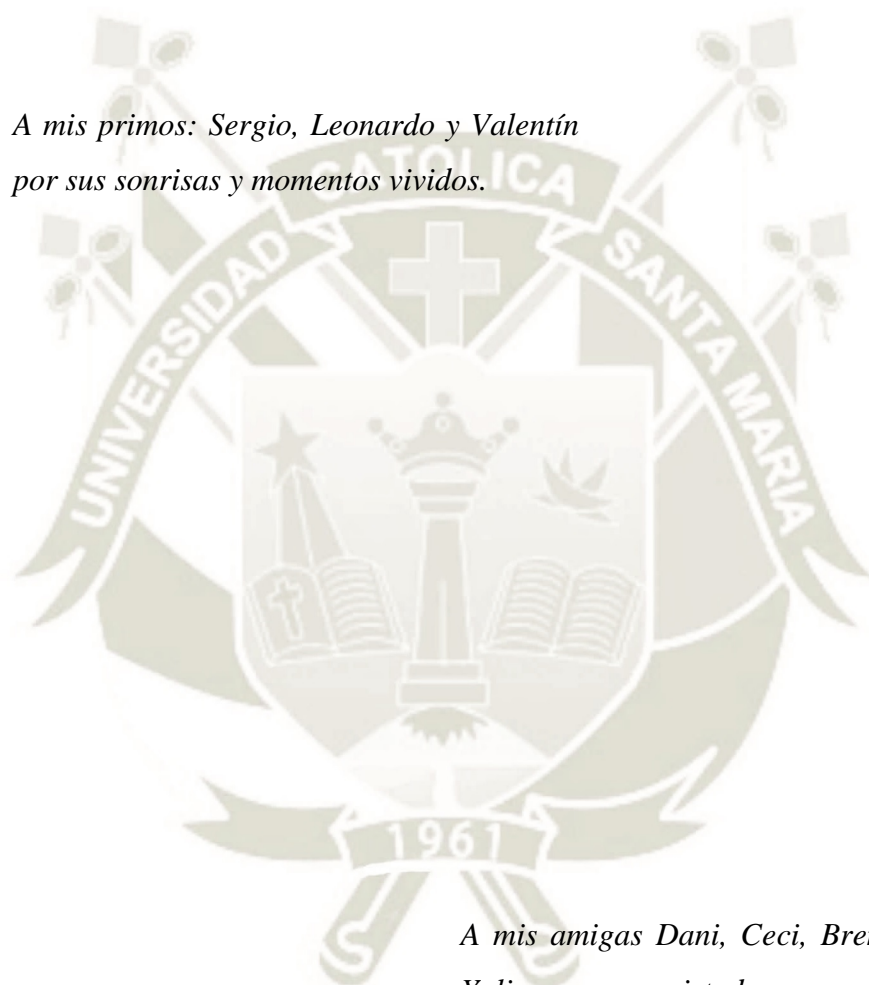 A mis primos: Sergio, Leonardo y Valentín
por sus sonrisas y momentos vividos.
UNIVERSIDAD CATOLICA SANTA MARIA
1961
A mis amigas Dani, Ceci,